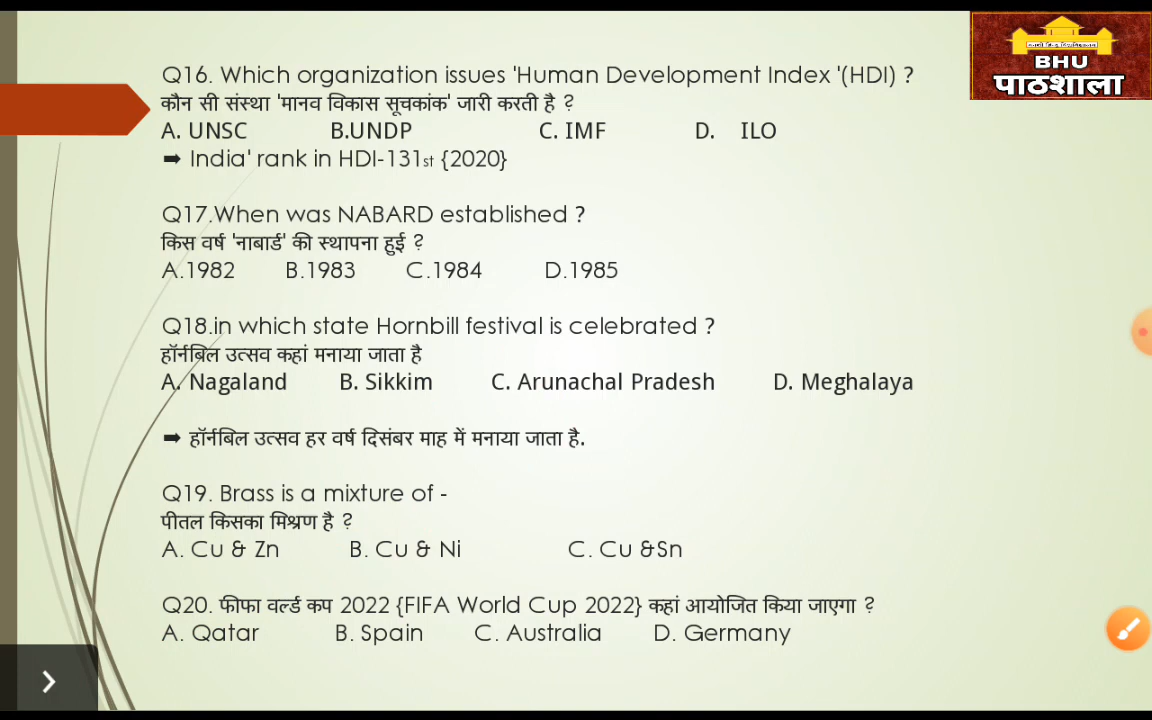 BHU
पाठशाला
Q16. Which organization issues 'Human Development Index '(HDI) ?
कौन सी संस्था 'मानव विकास सूचकांक' जारी करती है ?
A. UNSC B.UNDP C. IMF D. ILO
➡ India' rank in HDI-131st {2020}
Q17.When was NABARD established ?
किस वर्ष 'नाबार्ड' की स्थापना हुई ?
A.1982 B.1983 C.1984 D.1985
Q18.in which state Hornbill festival is celebrated ?
हॉर्नबिल उत्सव कहां मनाया जाता है
A. Nagaland B. Sikkim C. Arunachal Pradesh D. Meghalaya
➡ हॉर्नबिल उत्सव हर वर्ष दिसंबर माह में मनाया जाता है.
Q19. Brass is a mixture of -
पीतल किसका मिश्रण है ?
A. Cu & Zn B. Cu & Ni C. Cu &Sn
Q20. फीफा वर्ल्ड कप 2022 {FIFA World Cup 2022} कहां आयोजित किया जाएगा ?
A. Qatar B. Spain C. Australia D. Germany